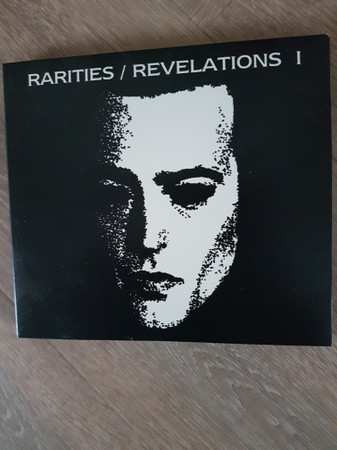 RARITIES / REVELATIONS I